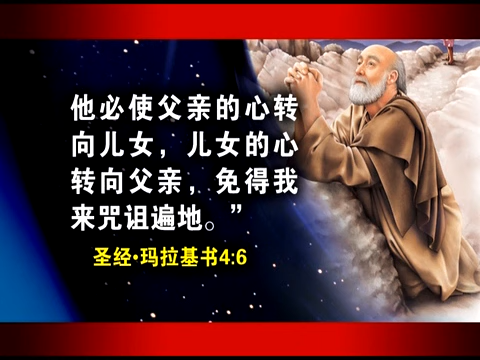 他必使父亲的心转
向儿女，儿女的心
转向父亲，免得我
来咒诅遍地。”
圣经•玛拉基书4:6